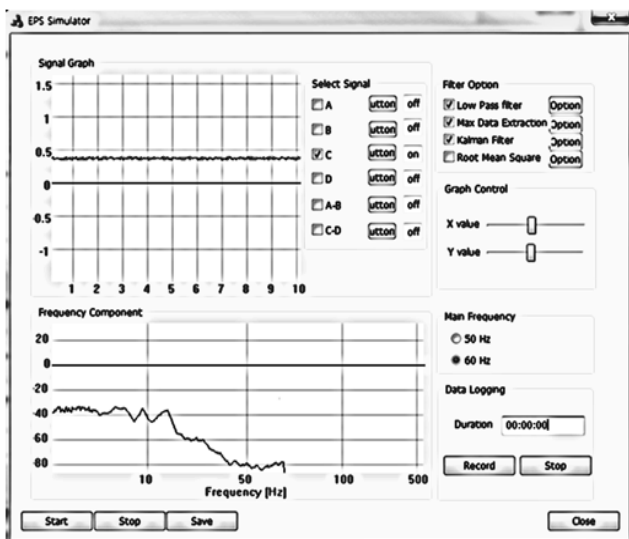 EPS Simulator
Signal Graph
1.5
1
0.5
0
-0.5
-1
1 2 3 4 5 6 7 8 9 10
Select Signal
A utton off
B utton off
C utton on
D utton off
A-B utton off
C-D utton off
Filter Option
Low Pass filter Option
Max Data Extraction Option
Kalman Filter Option
Root Mean Square Option
Graph Control
X value
Y value
Frequency Component
20
0
-20
-40
-60
-80
10 50 100 500
Frequency [Hz]
Main Frequency
50 Hz
60 Hz
Data Logging
Duration 00:00:00
Record Stop
Start Stop Save Close